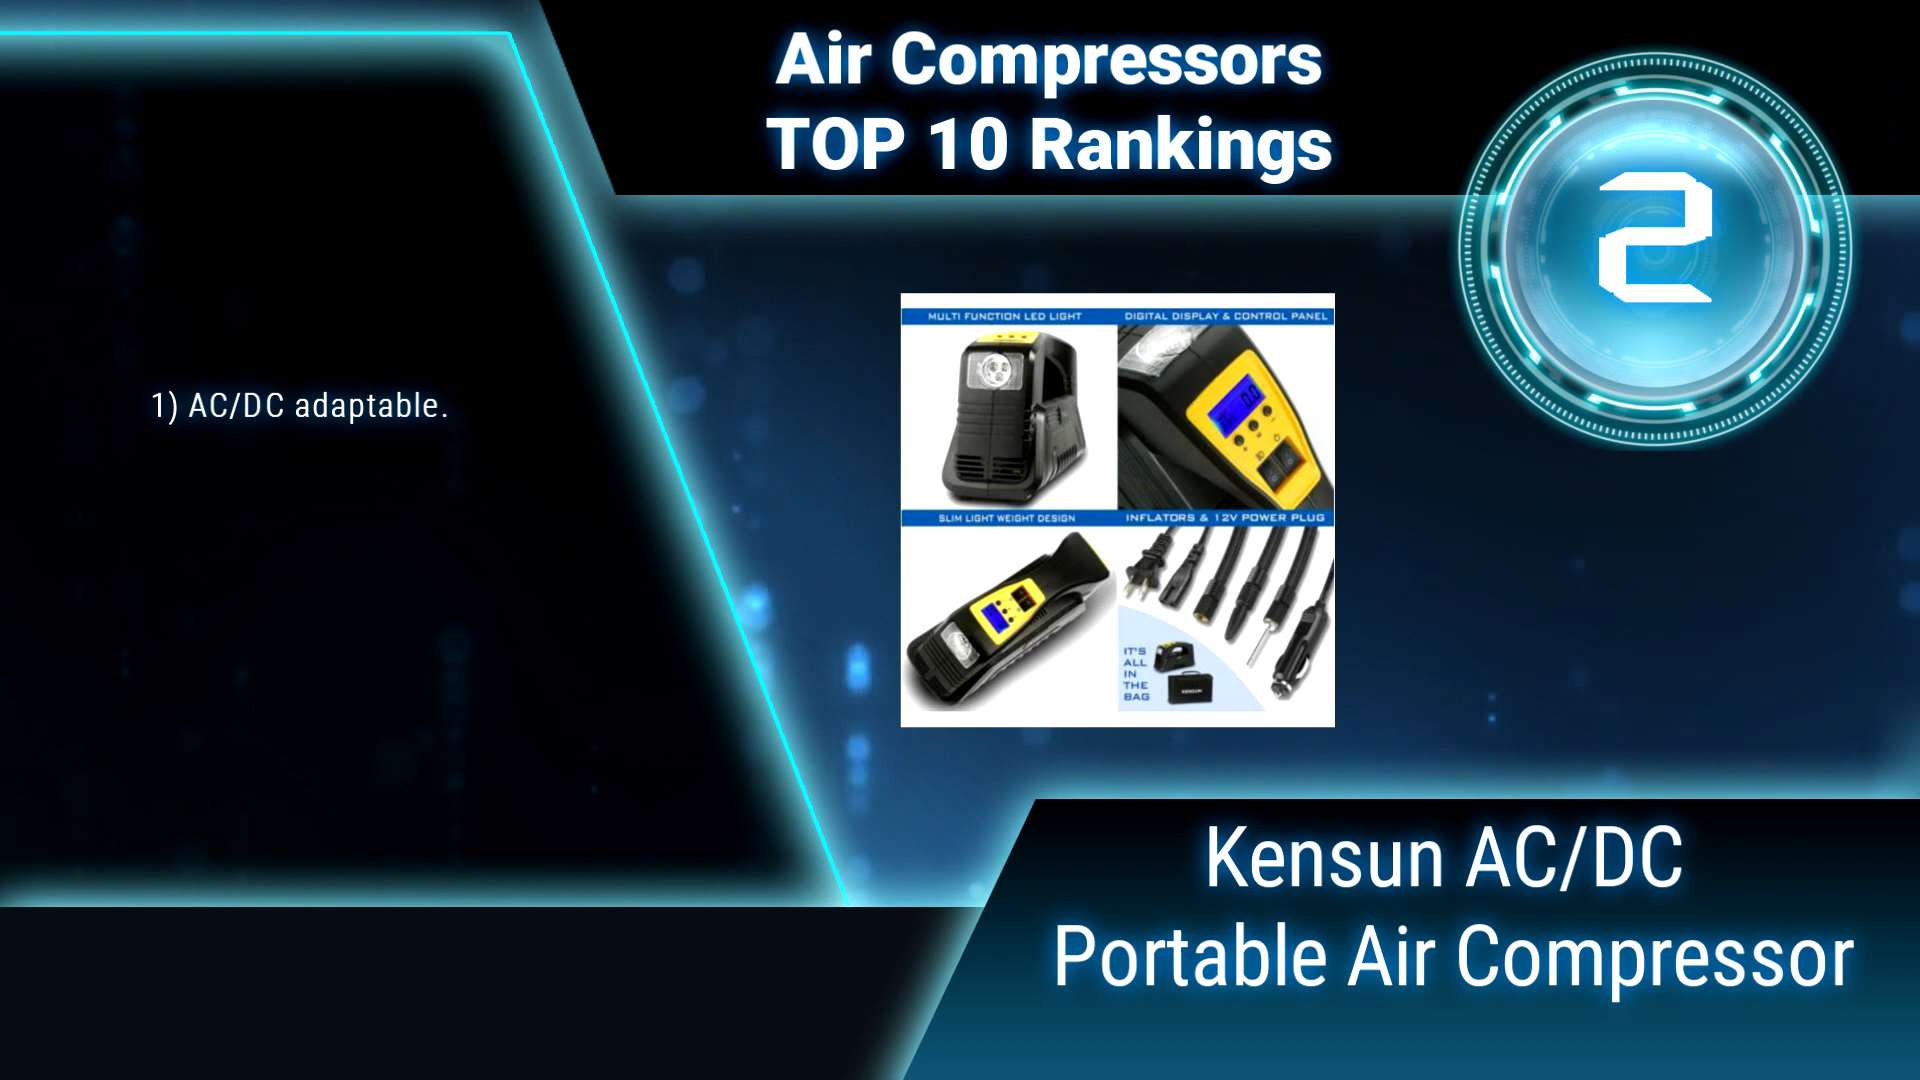 Air Compressors
TOP 10 Rankings
2
1) AC/DC adaptable.
MULTI FUNCTION LED LIGHT
DIGITAL DISPLAY & CONTROL PANEL
SLIM LIGHT WEIGHT DESIGN
INFLATORS & 12V POWER PLUG
IT'S
ALL
IN
THE
BAG
KENSUN
Kensun AC/DC
Portable Air Compressor